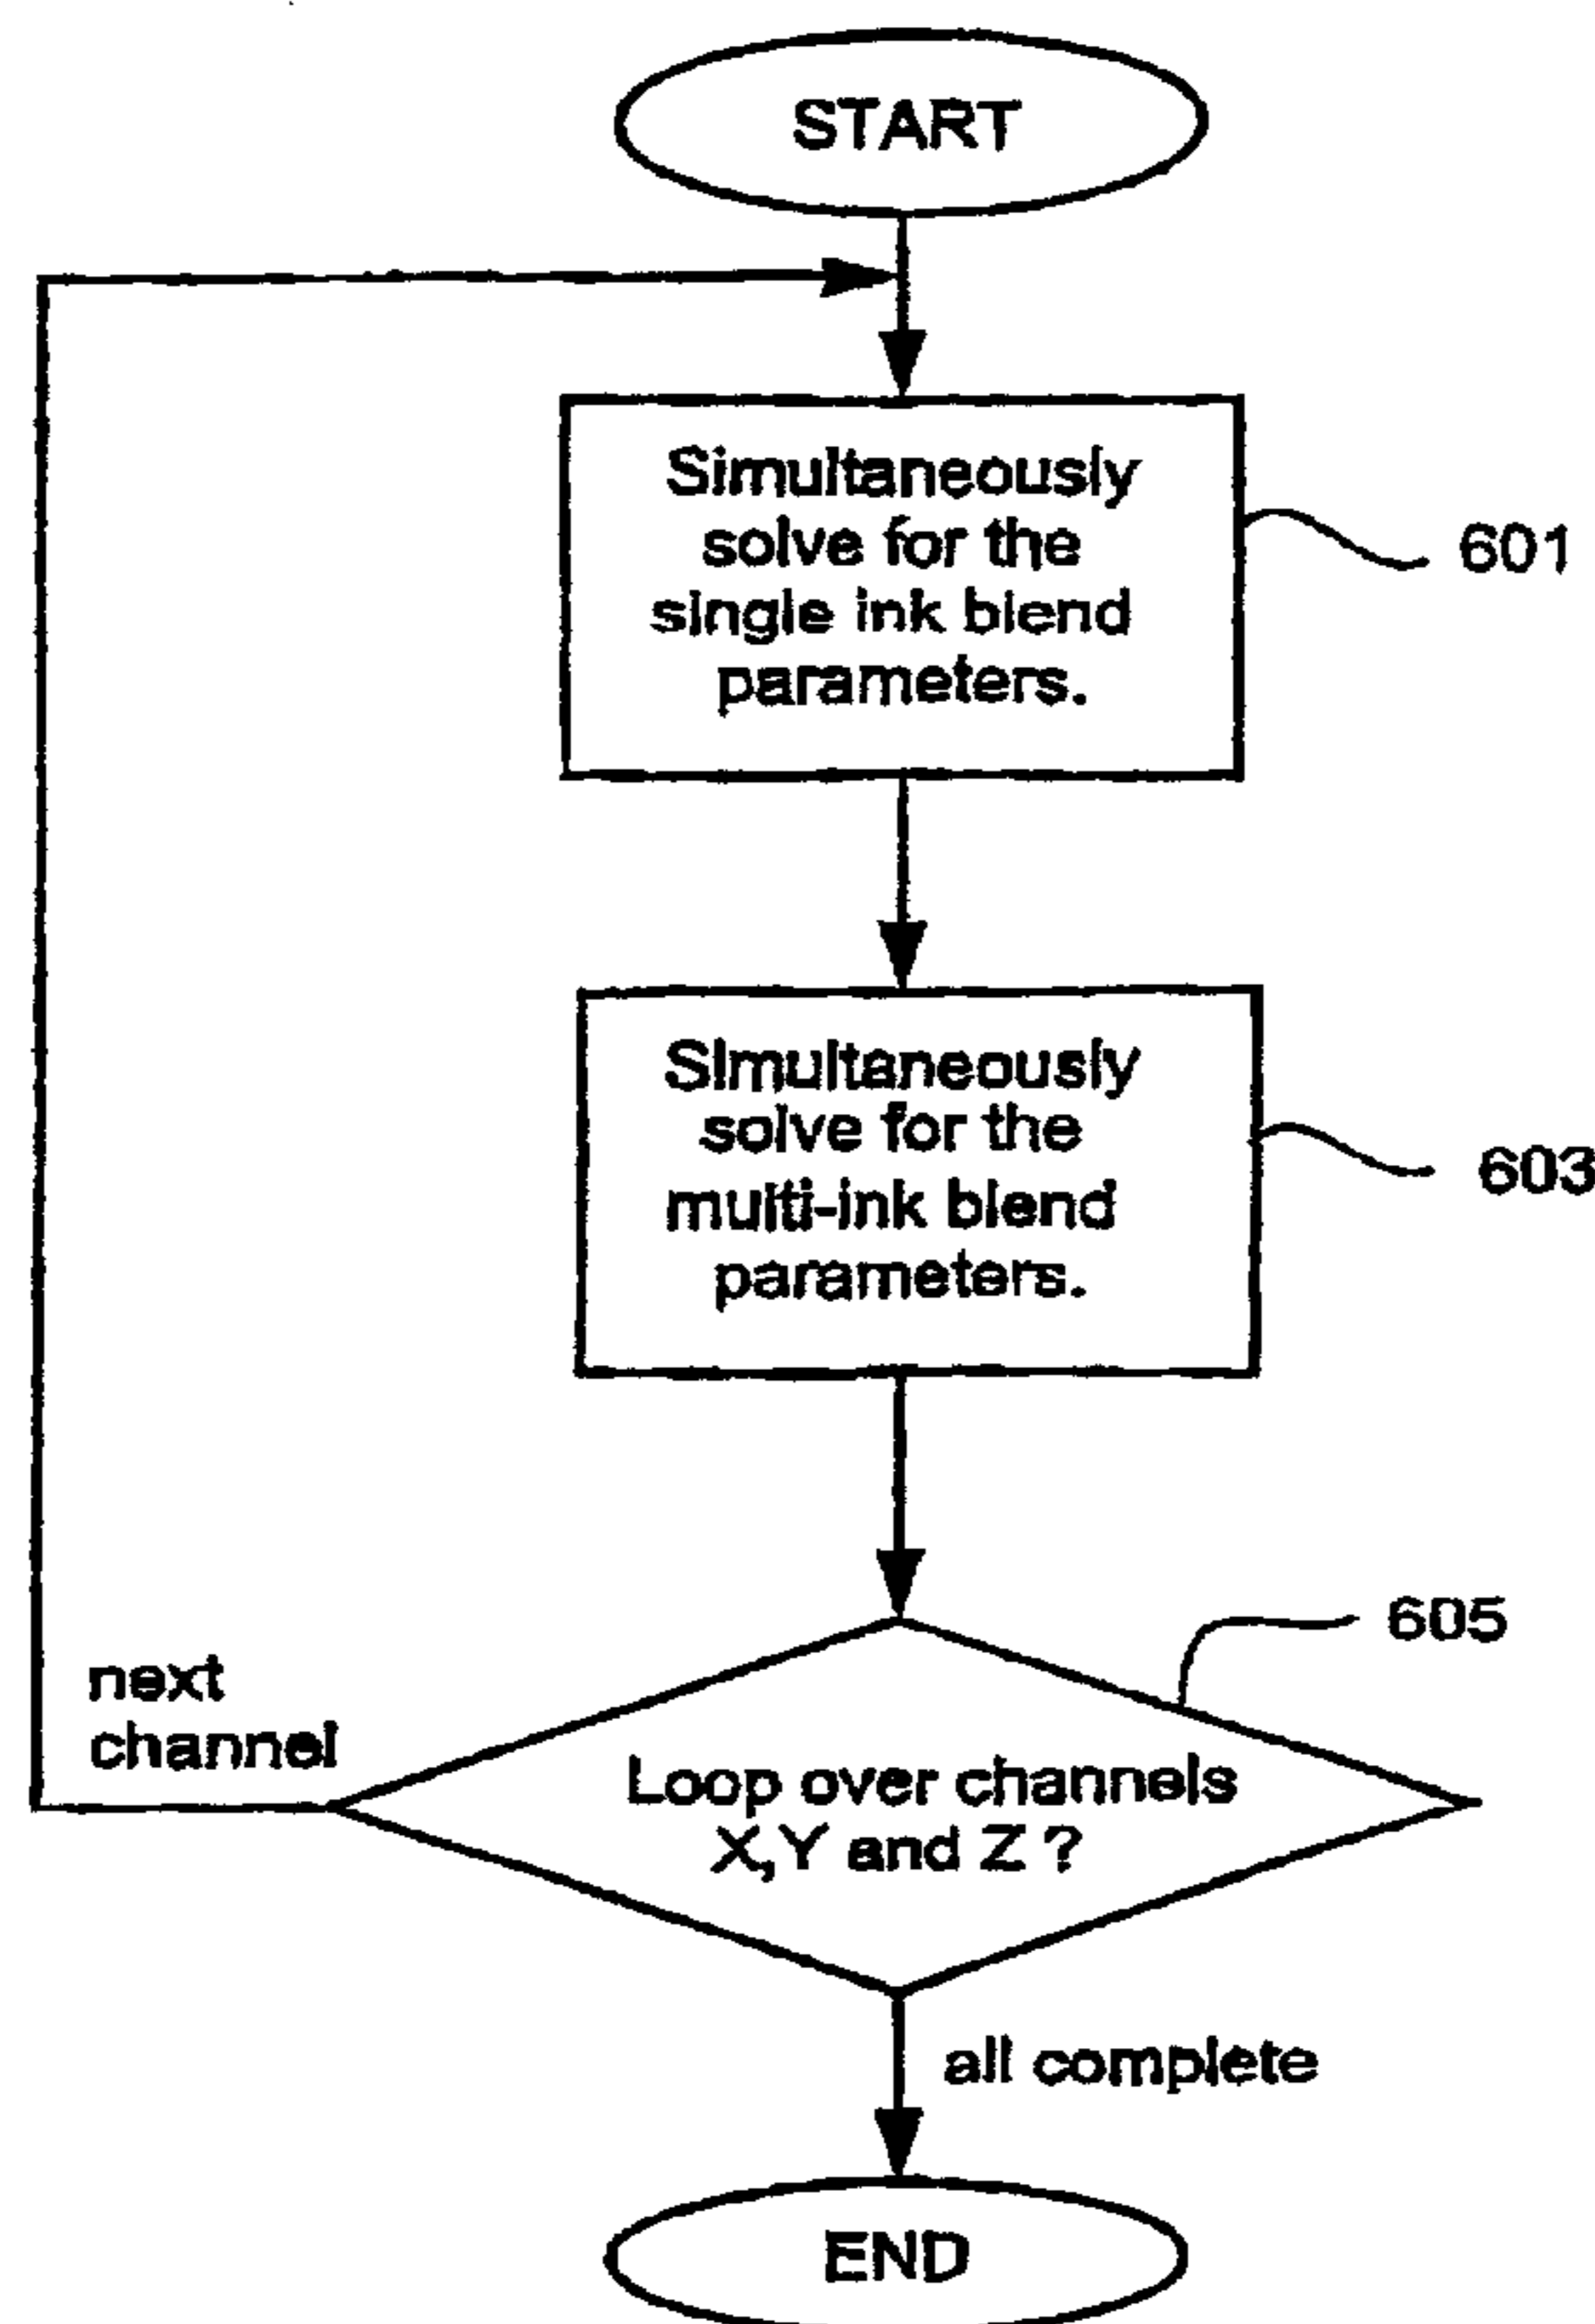 START
Simultaneously
solve for the
single ink blend
parameters.
601
Simultaneously
solve for the
multi-ink blend
parameters.
603
605
next
channel
Loop over channels
X,Y and Z ?
all complete
END